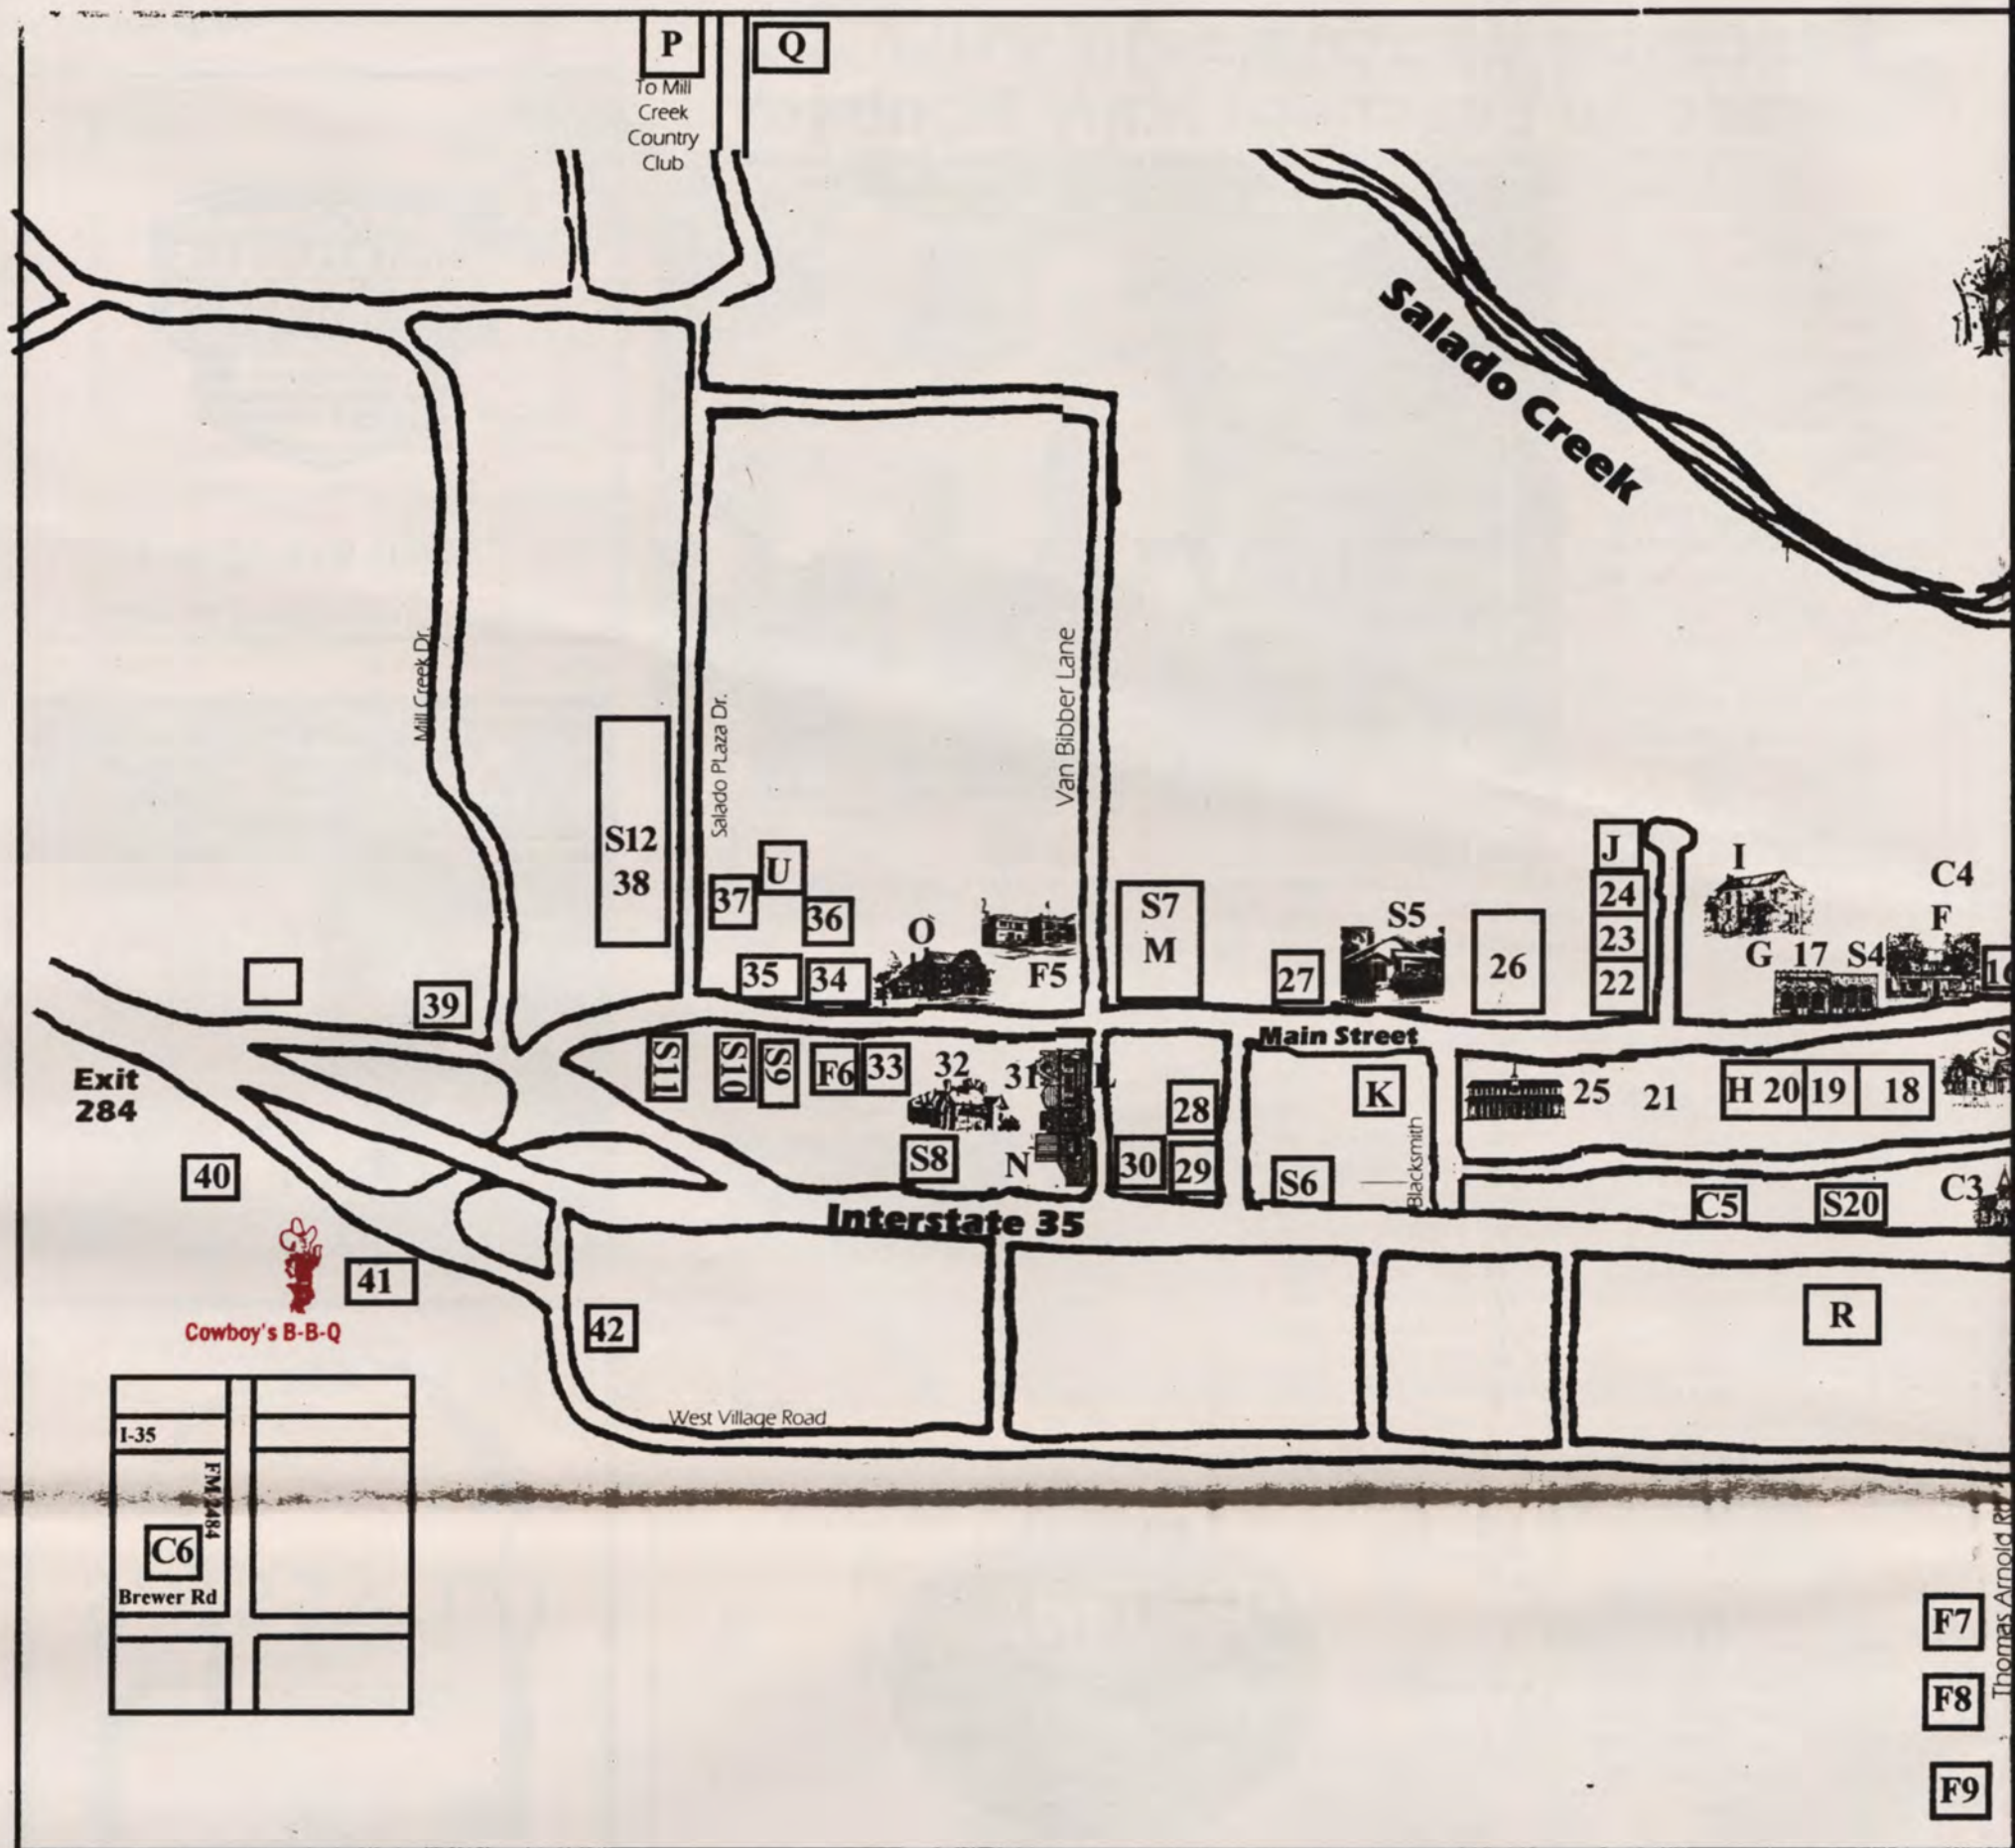 P
Q
To Mill
Creek
Country
Club
Salado Creek
Mill Creek Dr.
Salado PLaza Dr.
Van Bibber Lane
S12
38
U
37
36
35
34
O
F5
S7
M
27
S5
26
J
24
23
22
I
C4
F
G 17 S4
39
Main Street
Exit
284
S11
S10
S9
F6
33
32
31
L
28
K
25
21
H 20
19
18
40
S8
N
30
29
S6
Blacksmith
C5
S20
C3
Interstate 35
41
Cowboy's B-B-Q
42
R
West Village Road
I-35
FM 2484
C6
Brewer Rd
Thomas Arnold
F7
F8
F9